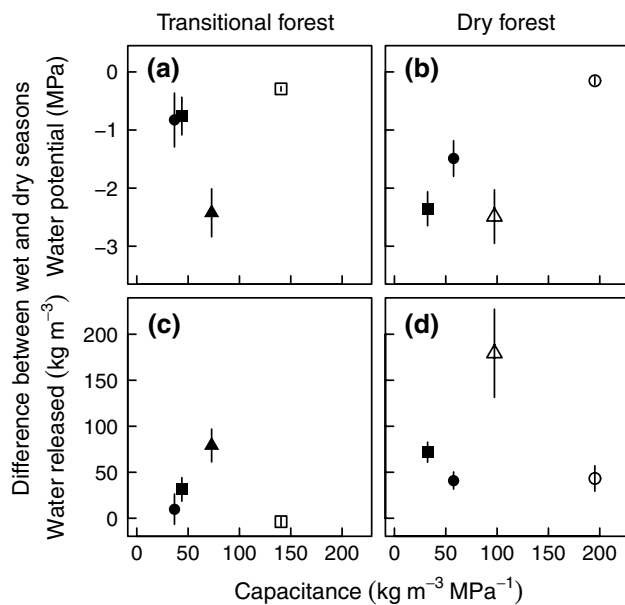 Transitional forest
Dry forest
Difference between wet and dry seasons
Water potential (MPa)
Water released (kg m⁻³)
(a)
(b)
0
−1
−2
−3
(c)
(d)
200
150
100
50
0
0 50 100 150 200
0 50 100 150 200
Capacitance (kg m⁻³ MPa⁻¹)